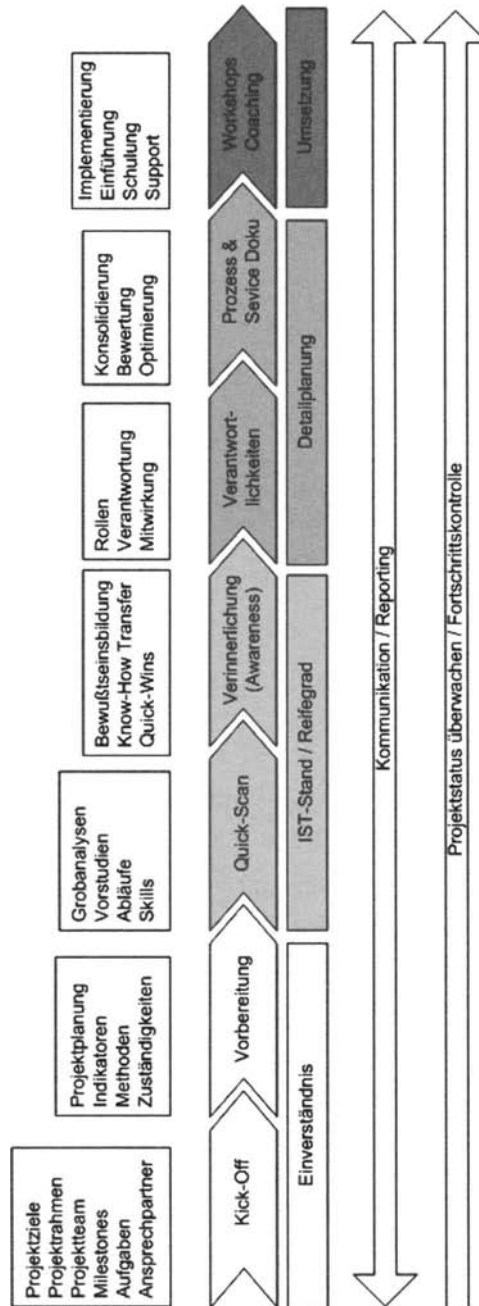 Projektziele
Projektrahmen
Projektteam
Milestones
Aufgaben
Ansprechpartner
Projektplanung
Indikatoren
Methoden
Zuständigkeiten
Grobanalysen
Vorstudien
Abläufe
Skills
Bewußtseinsbildung
Know-How Transfer
Quick-Wins
Rollen
Verantwortung
Mitwirkung
Konsolidierung
Bewertung
Optimierung
Implementierung
Einführung
Schulung
Support
Kick-Off
Vorbereitung
Quick-Scan
Verinnerlichung
(Awareness)
Verantwort-
lichkeiten
Prozess &
Sevice Doku
Workshops
Coaching
Einverständnis
IST-Stand / Reifegrad
Detailplanung
Umsetzung
Kommunikation / Reporting
Projektstatus überwachen / Fortschrittskontrolle